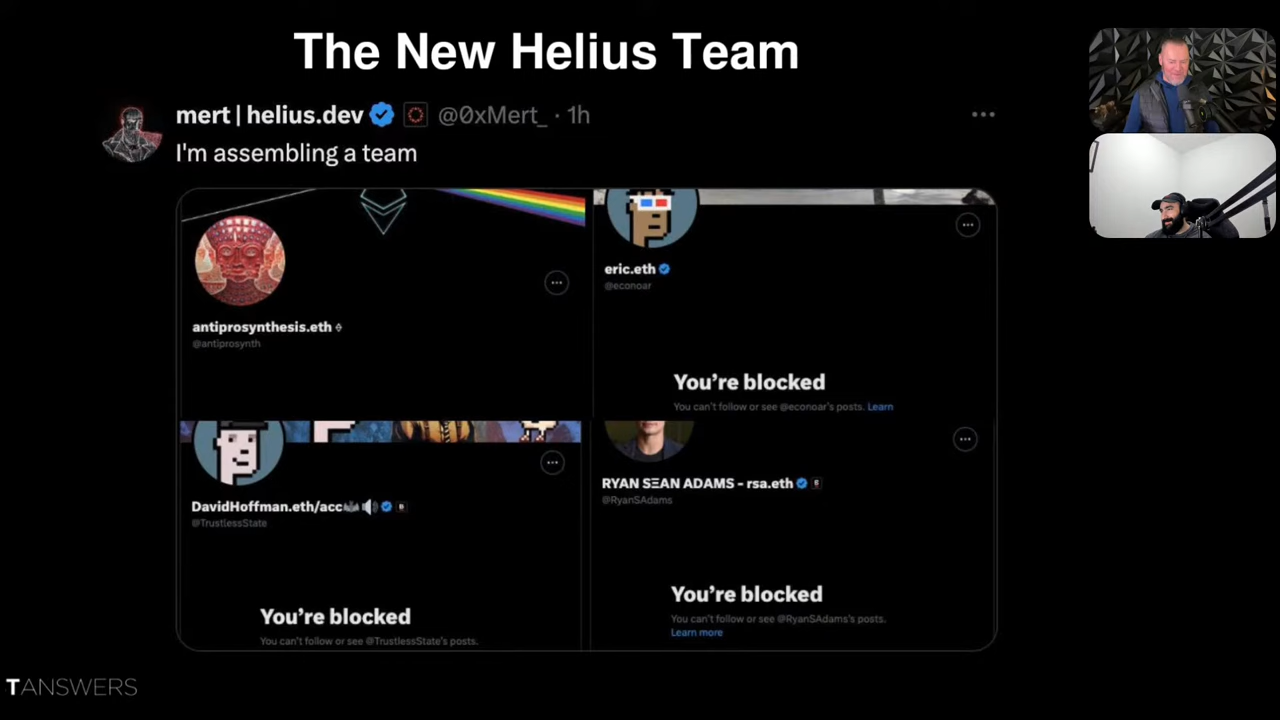 The New Helius Team
mert | helius.dev @0xMert_ · 1h
I'm assembling a team
antiprosynthesis.eth
@antiprosynth
eric.eth
@econoar
You're blocked
You can't follow or see @econoar's posts. Learn
DavidHoffman.eth/acc
@TrustlessState
You're blocked
You can't follow or see @TrustlessState's posts.
RYAN SΞAN ADAMS - rsa.eth
@RyanSAdams
You're blocked
You can't follow or see @RyanSAdams's posts.
Learn more
TANSWERS